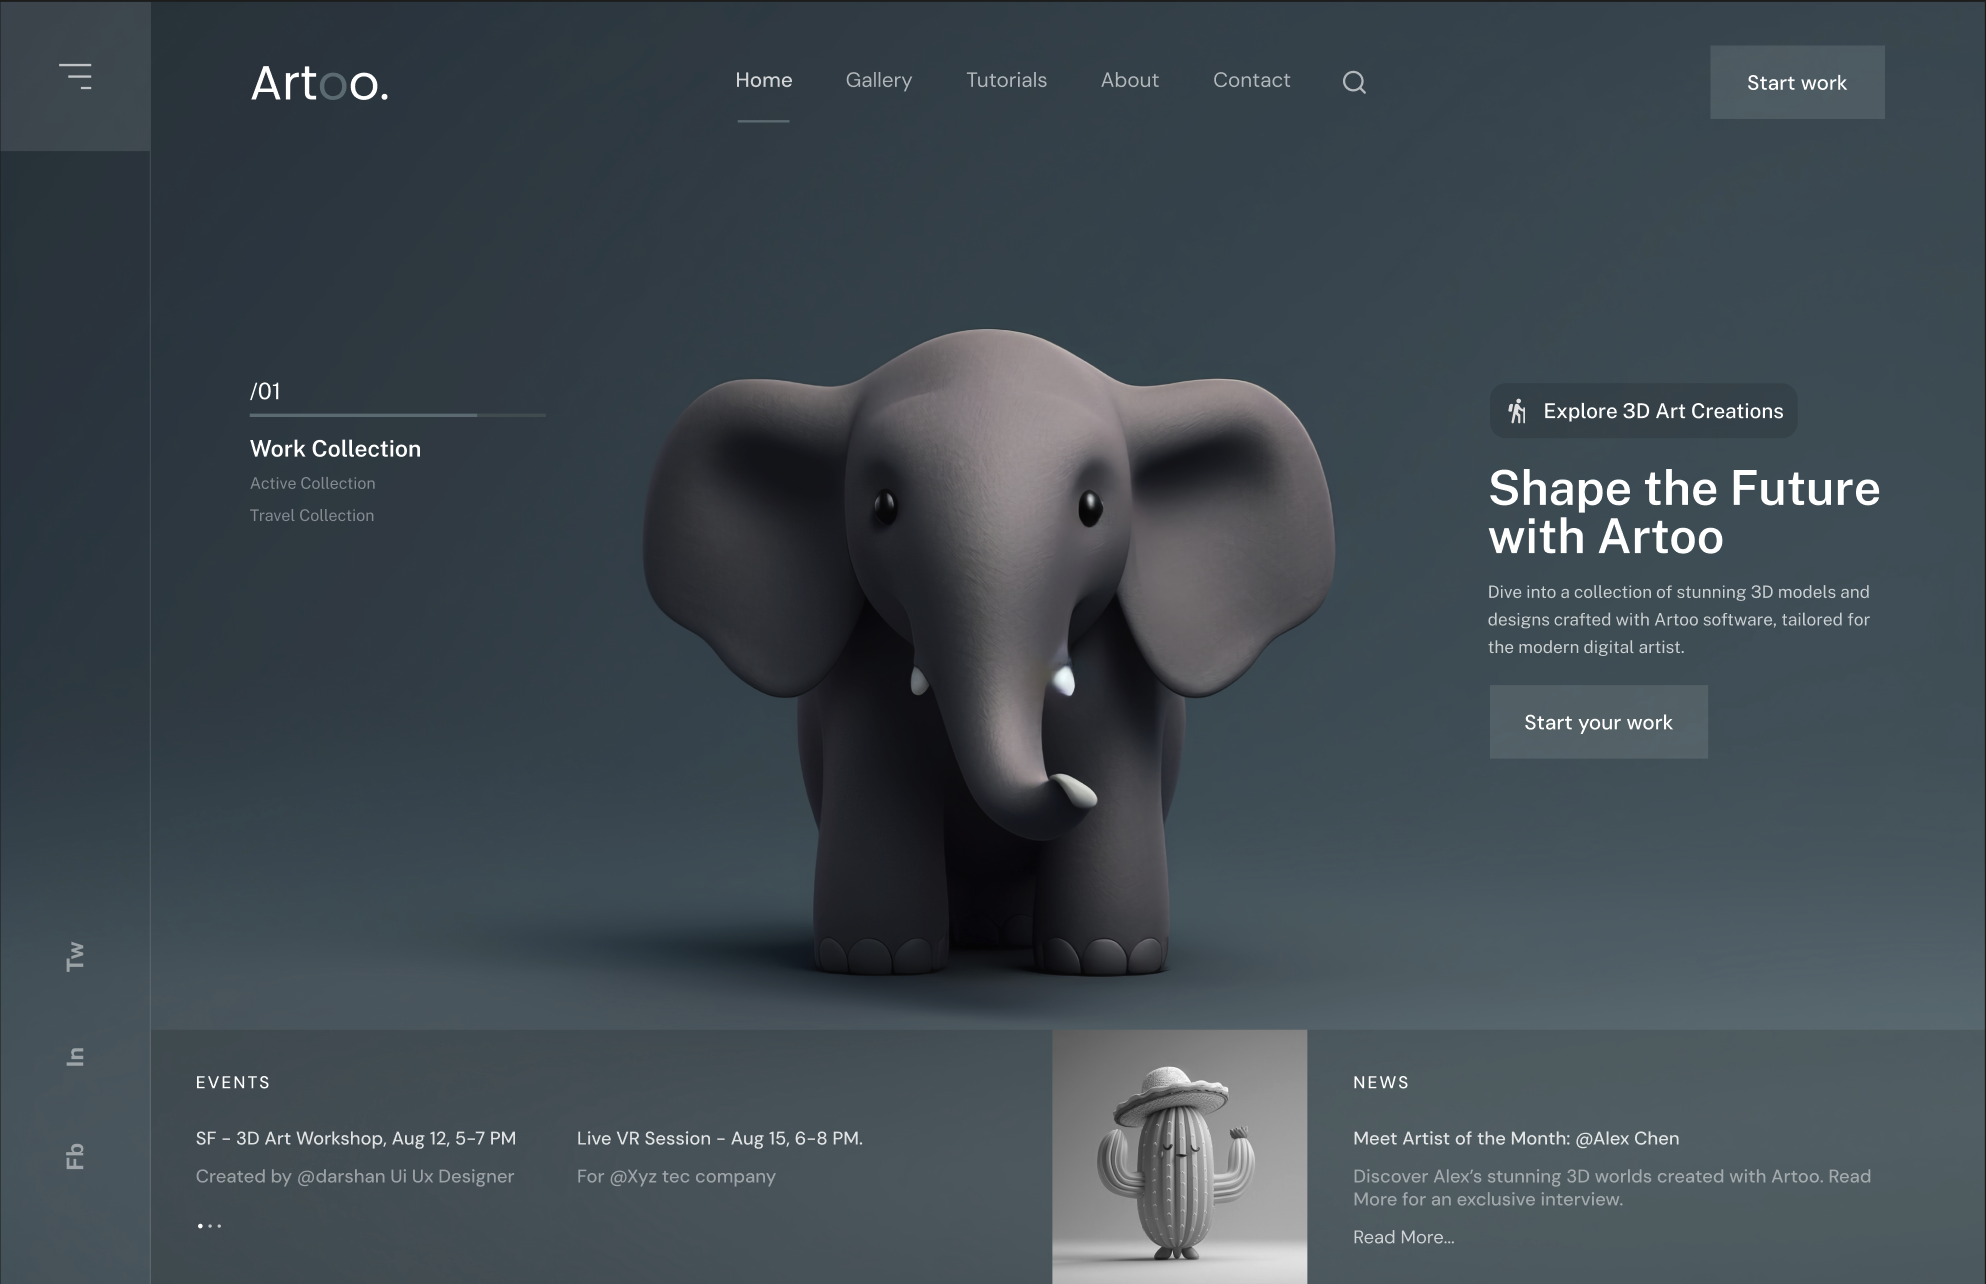 Artoo.
Home
Gallery
Tutorials
About
Contact
Start work
/01
Work Collection
Active Collection
Travel Collection
Explore 3D Art Creations
Shape the Future
with Artoo
Dive into a collection of stunning 3D models and
designs crafted with Artoo software, tailored for
the modern digital artist.
Start your work
Tw
In
Fb
EVENTS
SF - 3D Art Workshop, Aug 12, 5-7 PM
Created by @darshan Ui Ux Designer
Live VR Session - Aug 15, 6-8 PM.
For @Xyz tec company
NEWS
Meet Artist of the Month: @Alex Chen
Discover Alex's stunning 3D worlds created with Artoo. Read
More for an exclusive interview.
Read More...